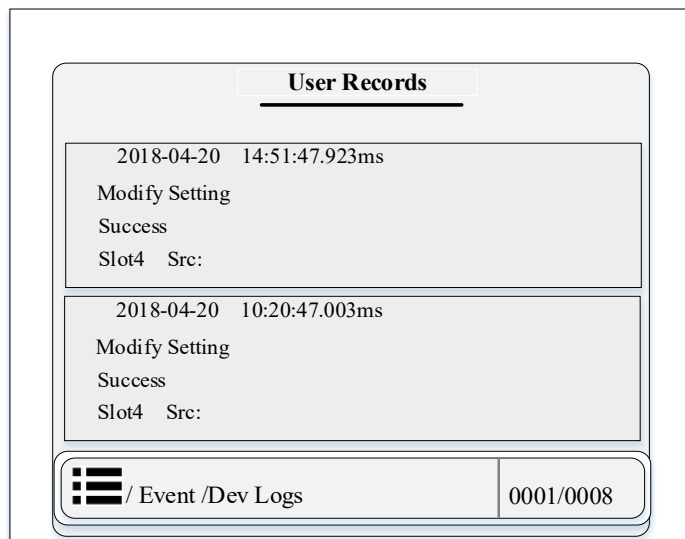 User Records
2018-04-20 14:51:47.923ms
Modify Setting
Success
Slot4 Src:
2018-04-20 10:20:47.003ms
Modify Setting
Success
Slot4 Src:
/ Event /Dev Logs 0001/0008